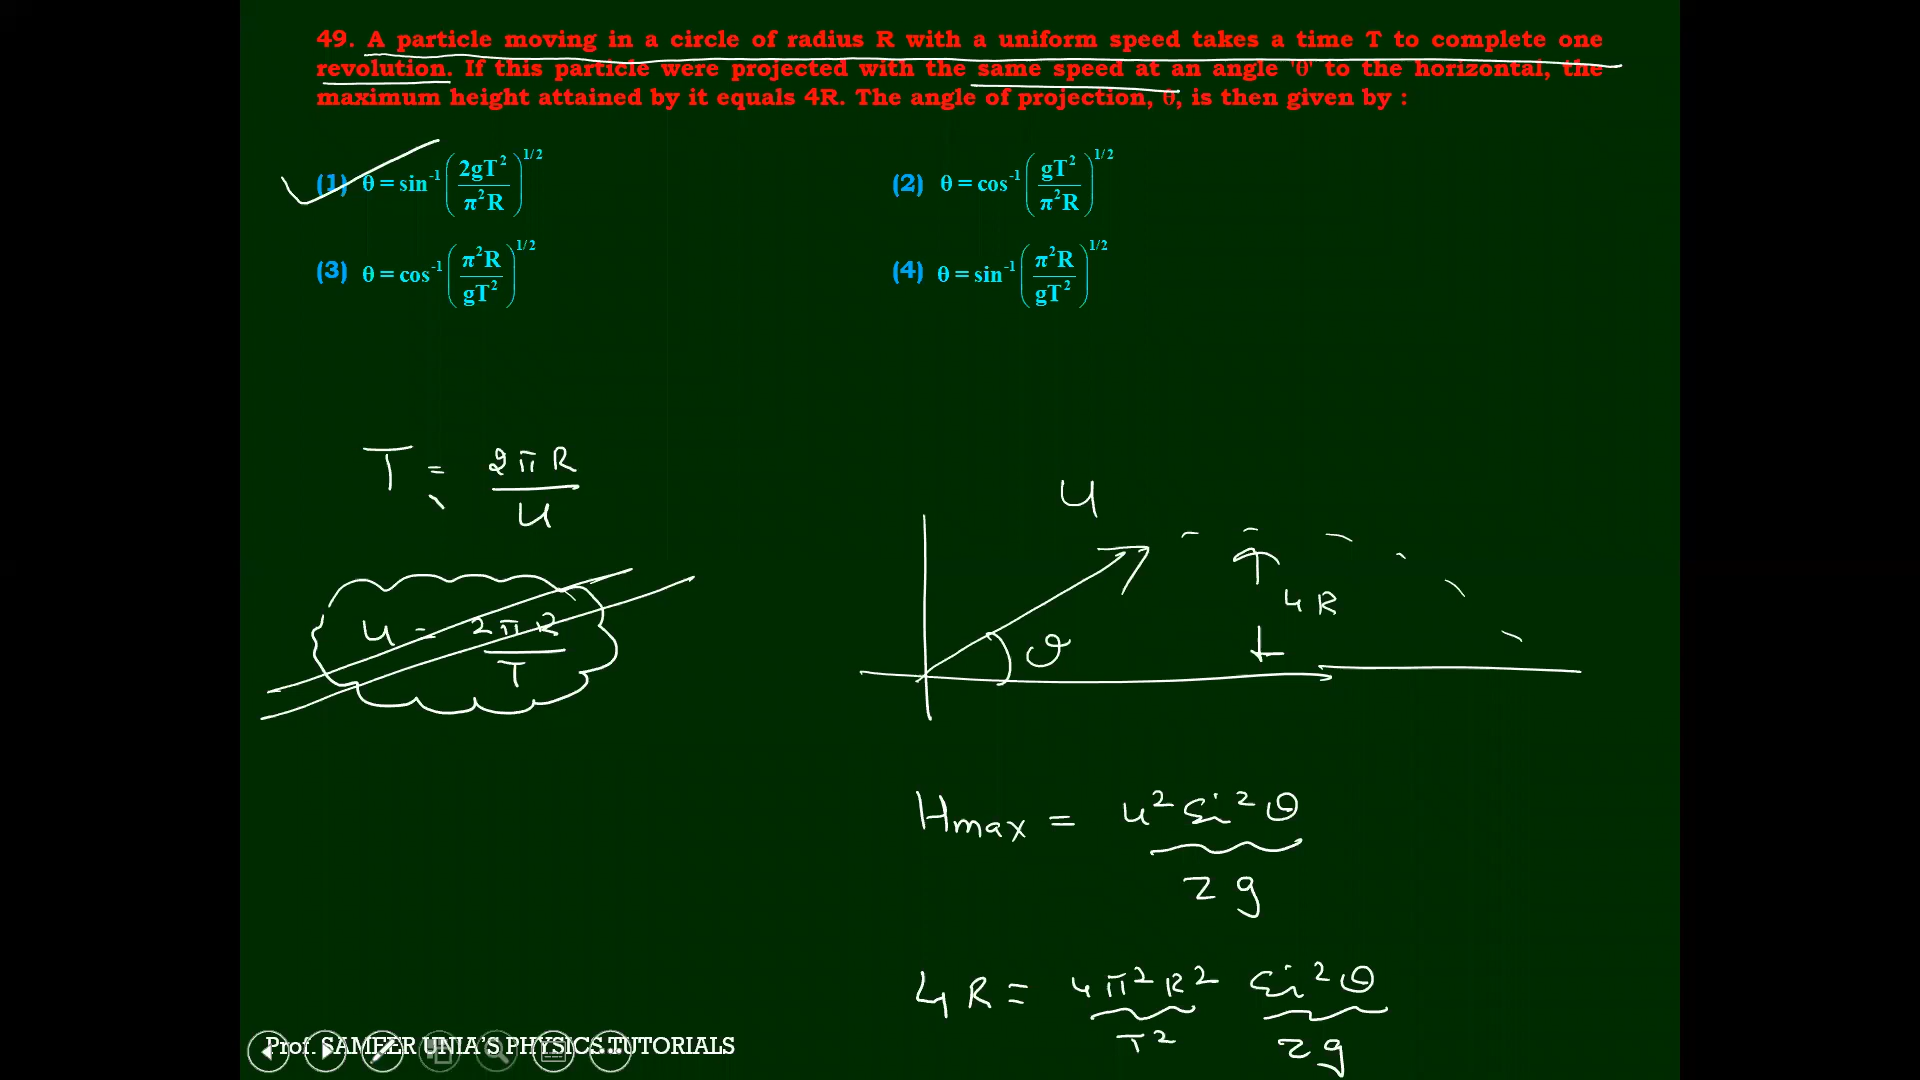 49. A particle moving in a circle of radius R with a uniform speed takes a time T to complete one
revolution. If this particle were projected with the same speed at an angle 'θ' to the horizontal, the
maximum height attained by it equals 4R. The angle of projection, θ, is then given by :
(1) θ = sin⁻¹ (2gT²/π²R)^1/2
(2) θ = cos⁻¹ (gT²/π²R)^1/2
(3) θ = cos⁻¹ (π²R/gT²)^1/2
(4) θ = sin⁻¹ (π²R/gT²)^1/2
T = 2πR/u
u = 2πR/T
u
4R
θ
Hmax = u² sin²θ / 2g
4R = 4π²R²/T² sin²θ/2g
Prof. SAMEER UNIA'S PHYSICS TUTORIALS